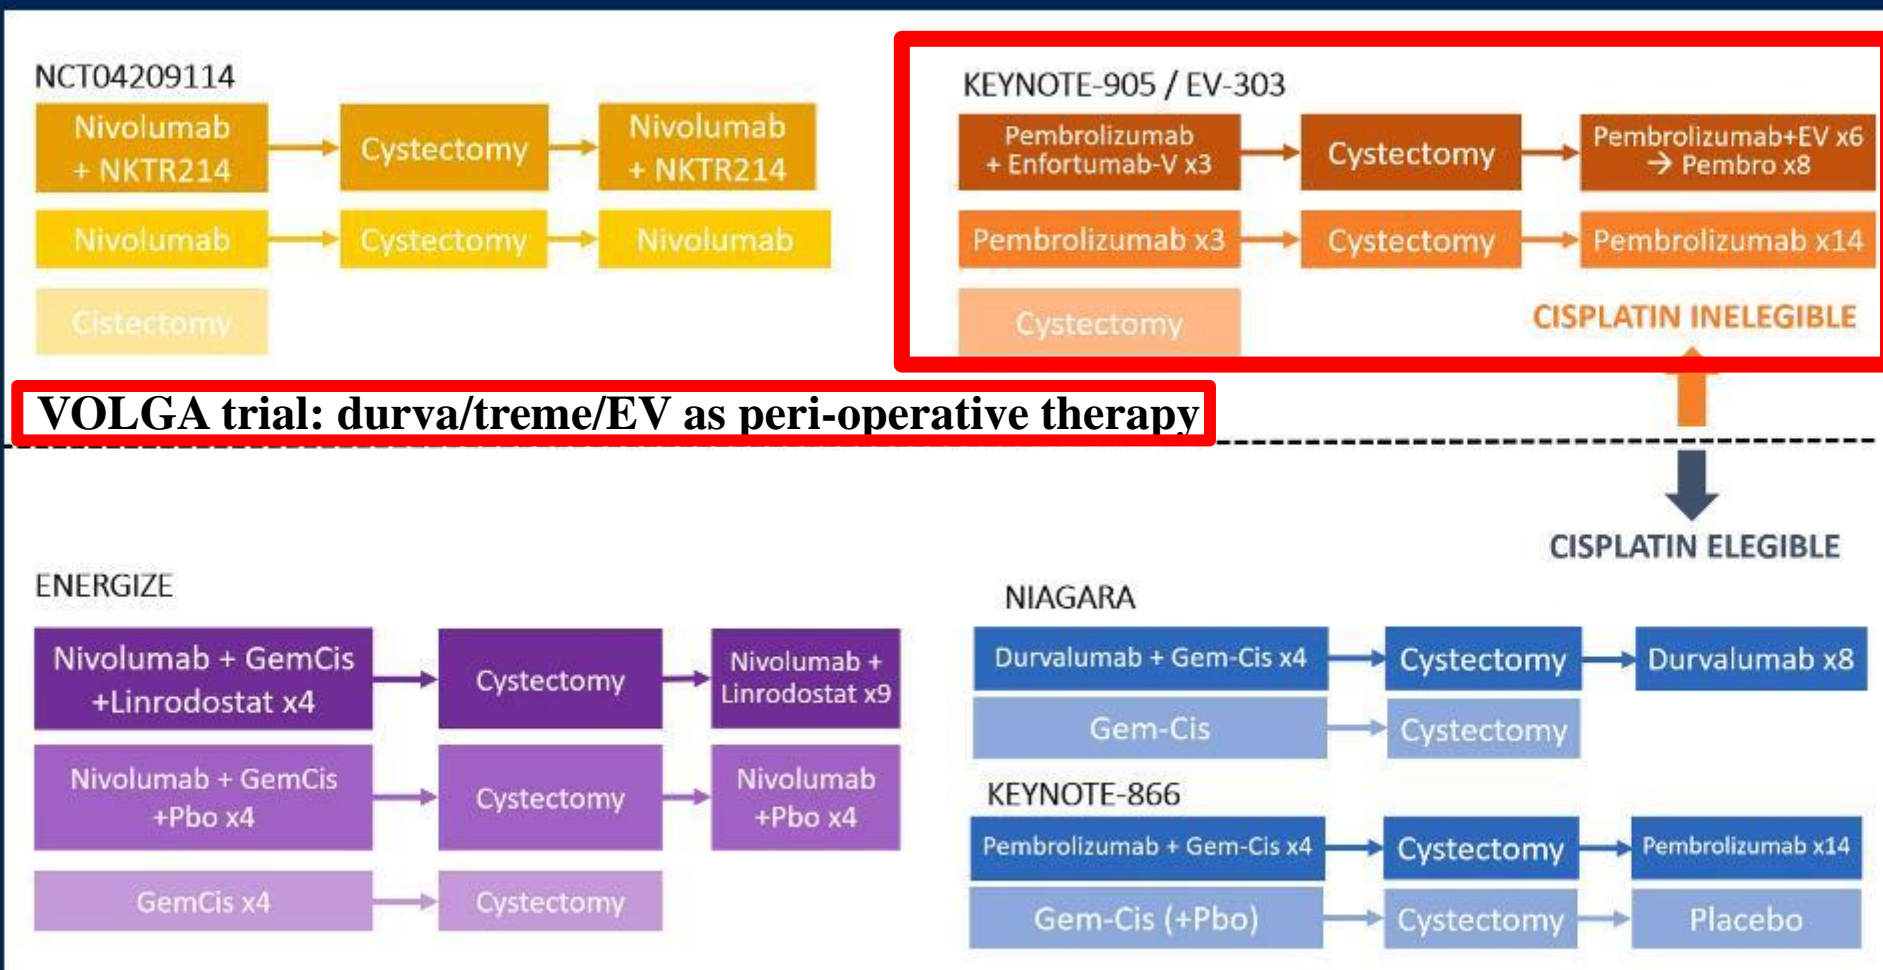 NCT04209114
Nivolumab
+ NKTR214
Cystectomy
Nivolumab
+ NKTR214
Nivolumab
Cystectomy
Nivolumab
Cistectomy
KEYNOTE-905 / EV-303
Pembrolizumab
+ Enfortumab-V x3
Cystectomy
Pembrolizumab+EV x6
→ Pembro x8
Pembrolizumab x3
Cystectomy
Pembrolizumab x14
Cystectomy
CISPLATIN INELEGIBLE
VOLGA trial: durva/treme/EV as peri-operative therapy
CISPLATIN ELEGIBLE
ENERGIZE
Nivolumab + GemCis
+Linrodostat x4
Cystectomy
Nivolumab +
Linrodostat x9
Nivolumab + GemCis
+Pbo x4
Cystectomy
Nivolumab
+Pbo x4
GemCis x4
Cystectomy
NIAGARA
Durvalumab + Gem-Cis x4
Cystectomy
Durvalumab x8
Gem-Cis
Cystectomy
KEYNOTE-866
Pembrolizumab + Gem-Cis x4
Cystectomy
Pembrolizumab x14
Gem-Cis (+Pbo)
Cystectomy
Placebo